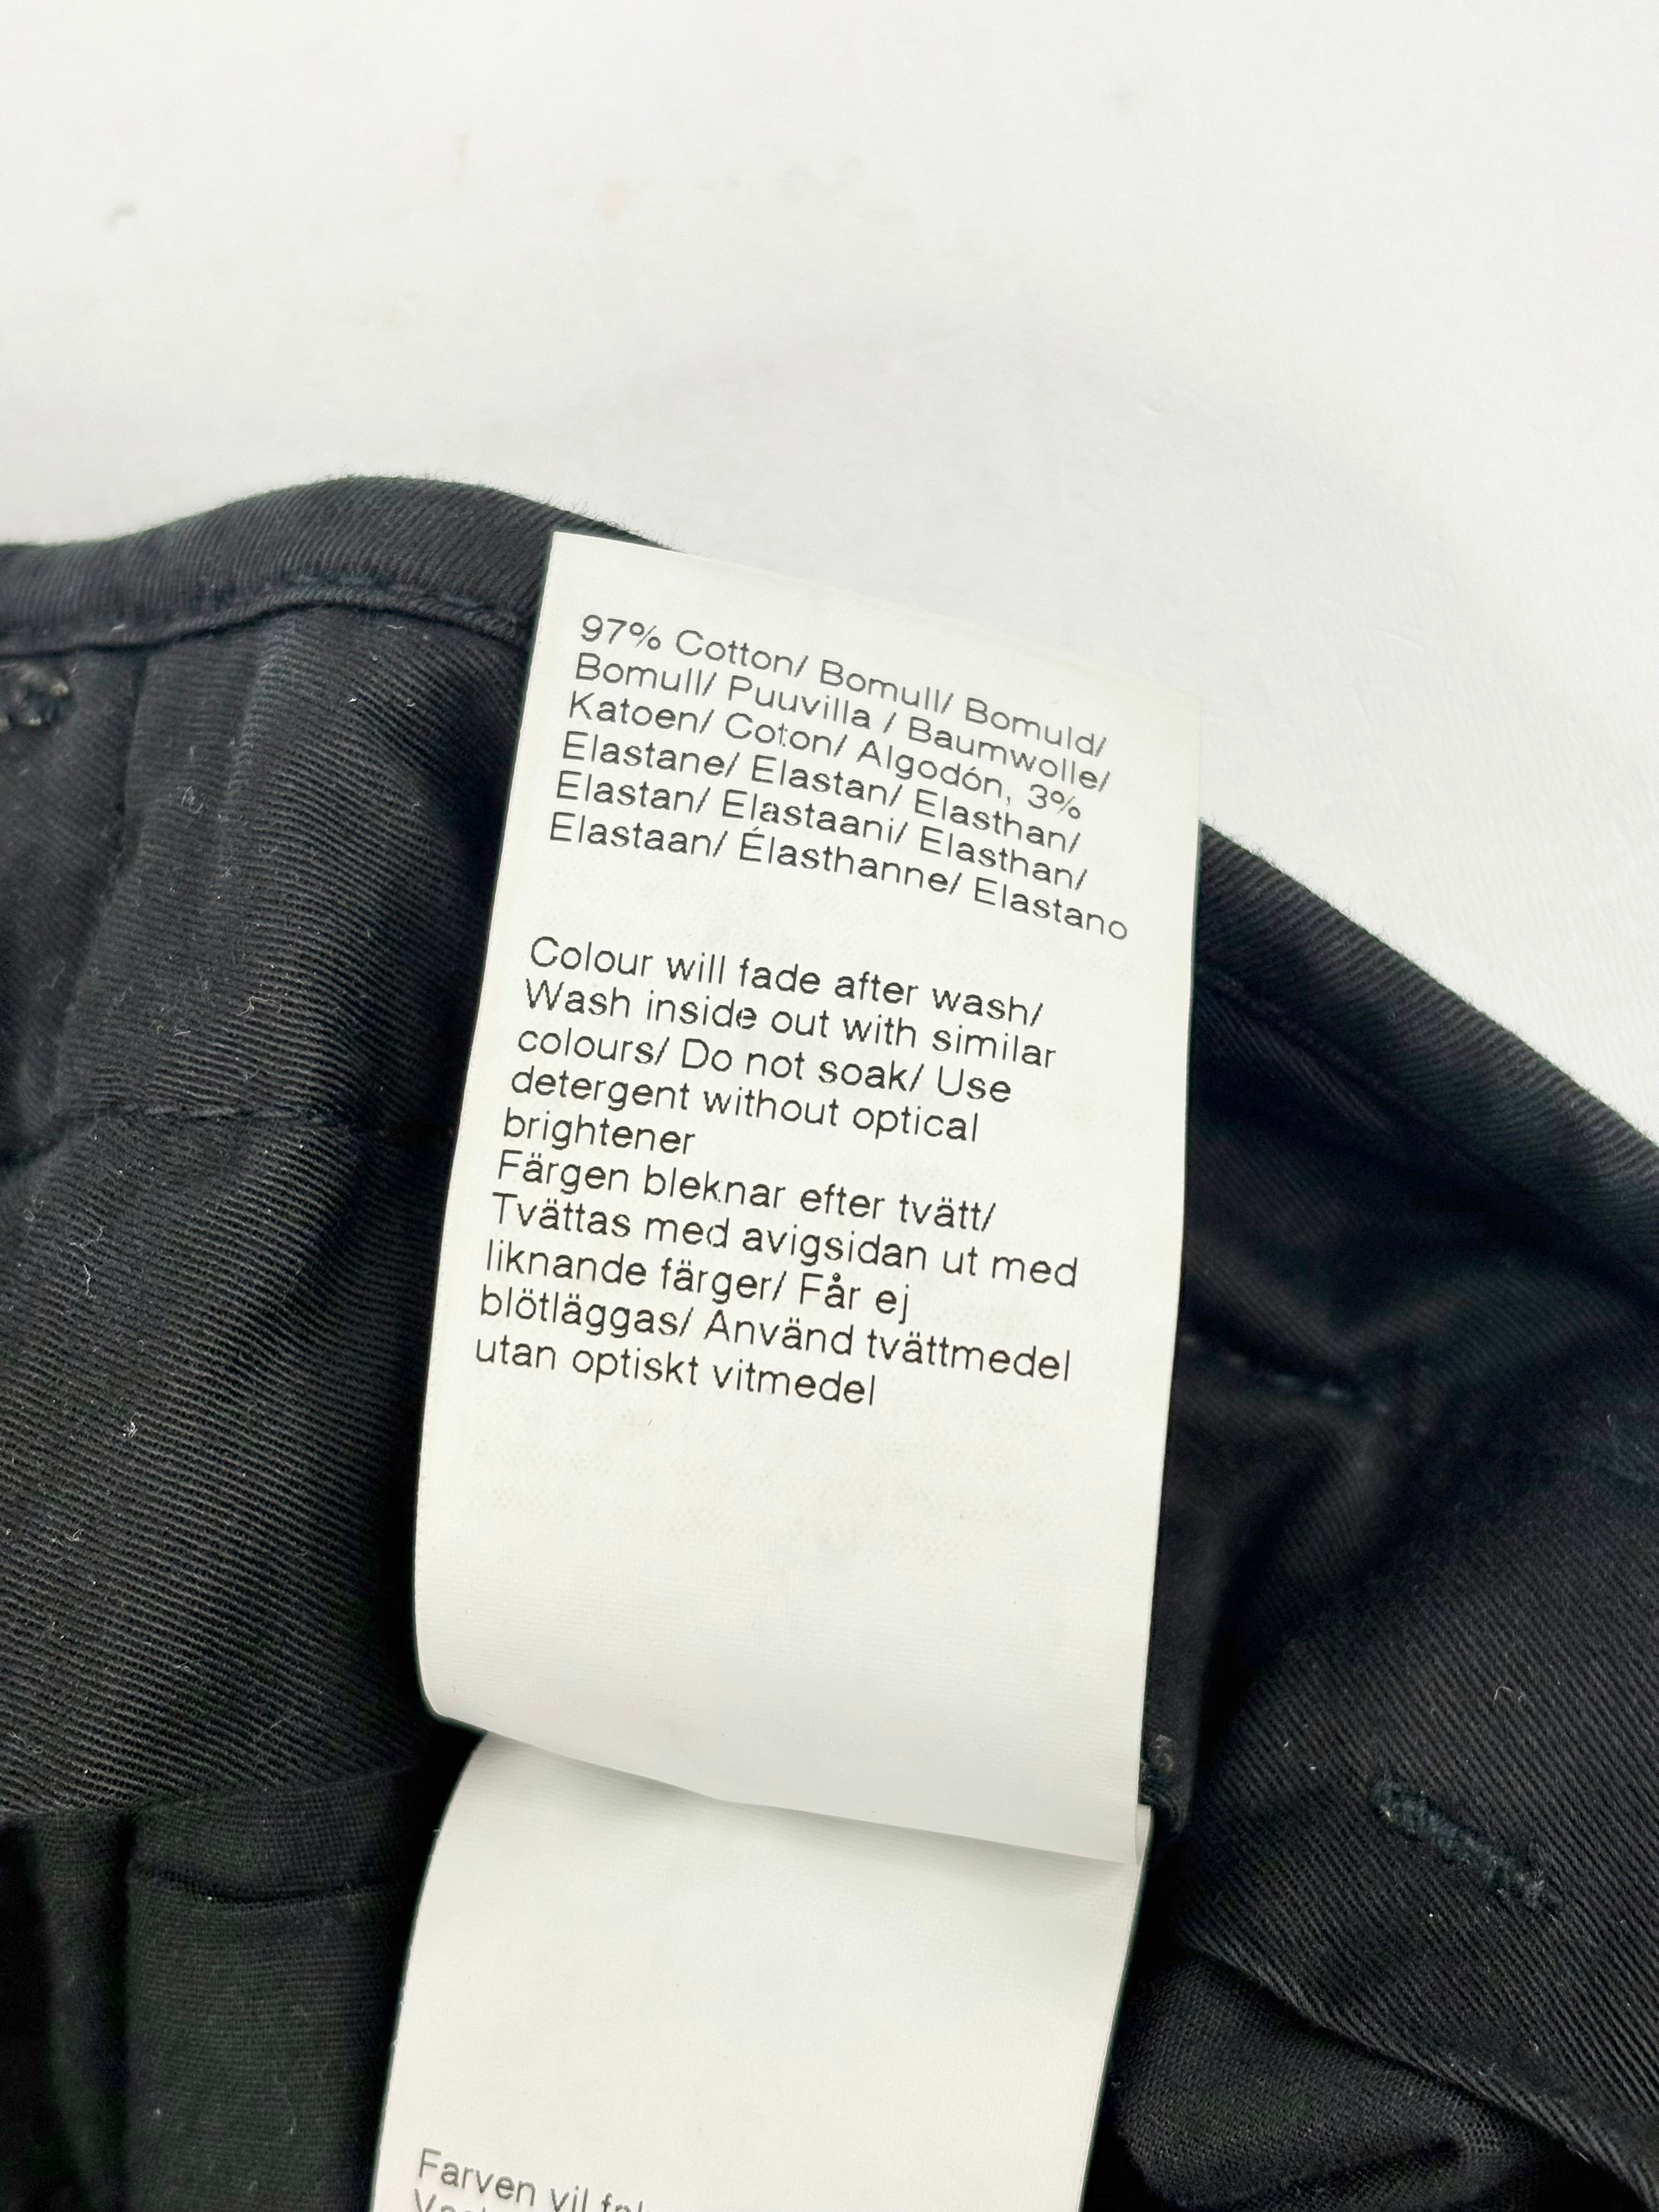 97% Cotton/ Bomull/ Bomuld/
Bomull/ Puuvilla / Baumwolle/
Katoen/ Coton/ Algodón, 3%
Elastane/ Elastan/ Elasthan/
Elastan/ Elastaani/ Elasthan/
Elastaan/ Élasthanne/ Elastano
Colour will fade after wash/
Wash inside out with similar
colours/ Do not soak/ Use
detergent without optical
brightener
Färgen bleknar efter tvätt/
Tvättas med avigsidan ut med
liknande färger/ Får ej
blötläggas/ Använd tvättmedel
utan optiskt vitmedel
Farven vil